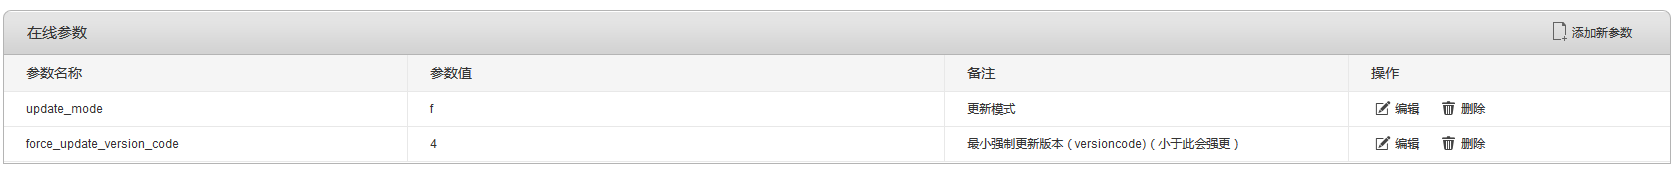 在线参数 添加新参数
参数名称 参数值 备注 操作
update_mode f 更新模式 编辑 删除
force_update_version_code 4 最小强制更新版本（versioncode)（小于此会强更） 编辑 删除